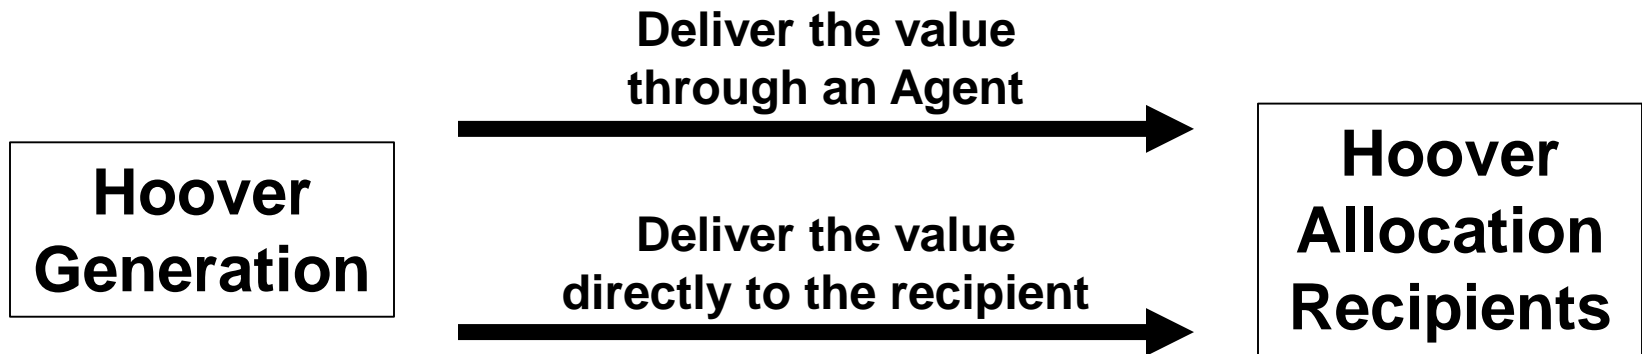 Deliver the value
through an Agent
Hoover
Generation
Deliver the value
directly to the recipient
Hoover
Allocation
Recipients